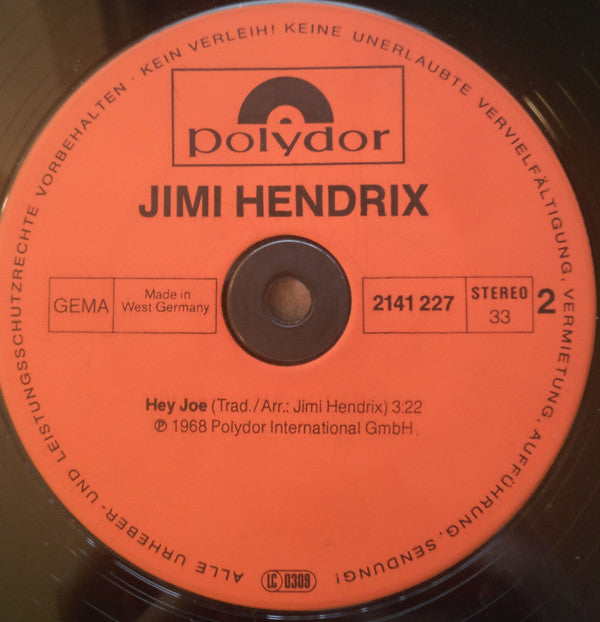 ALLE URHEBER- UND LEISTUNGSSCHUTZRECHTE VORBEHALTEN · KEIN VERLEIH! KEINE UNERLAUBTE VERVIELFÄLTIGUNG, VERMIETUNG, AUFFÜHRUNG, SENDUNG!
polydor
JIMI HENDRIX
GEMA
Made in
West Germany
2141 227
STEREO
33
2
Hey Joe (Trad./Arr.: Jimi Hendrix) 3:22
℗ 1968 Polydor International GmbH
LC 0309